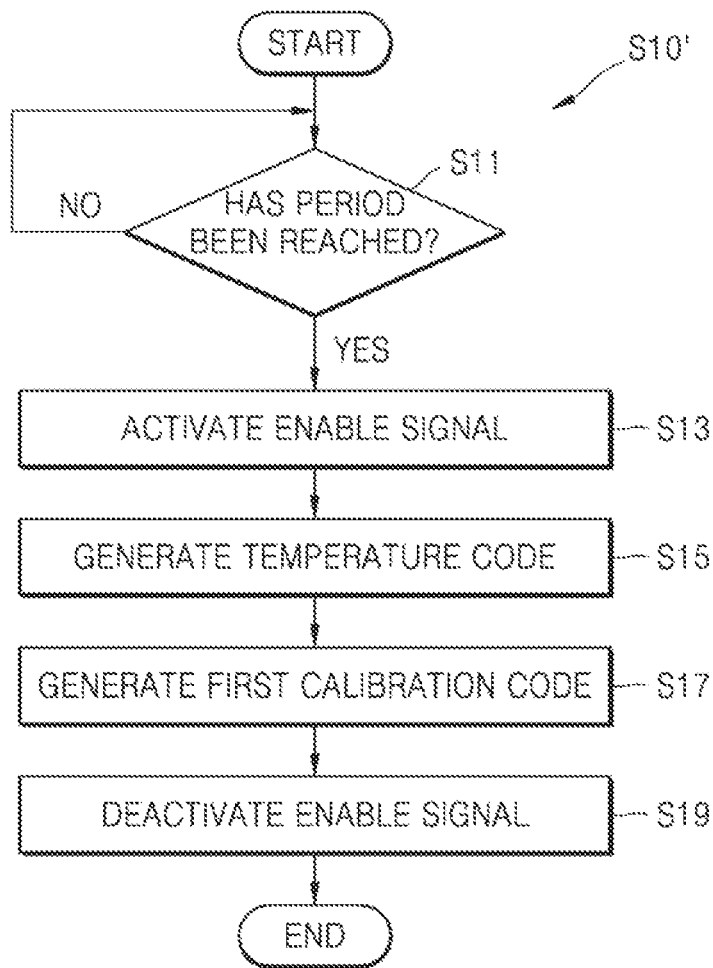 START
S10'
S11
HAS PERIOD
BEEN REACHED?
NO
YES
ACTIVATE ENABLE SIGNAL
S13
GENERATE TEMPERATURE CODE
S15
GENERATE FIRST CALIBRATION CODE
S17
DEACTIVATE ENABLE SIGNAL
S19
END